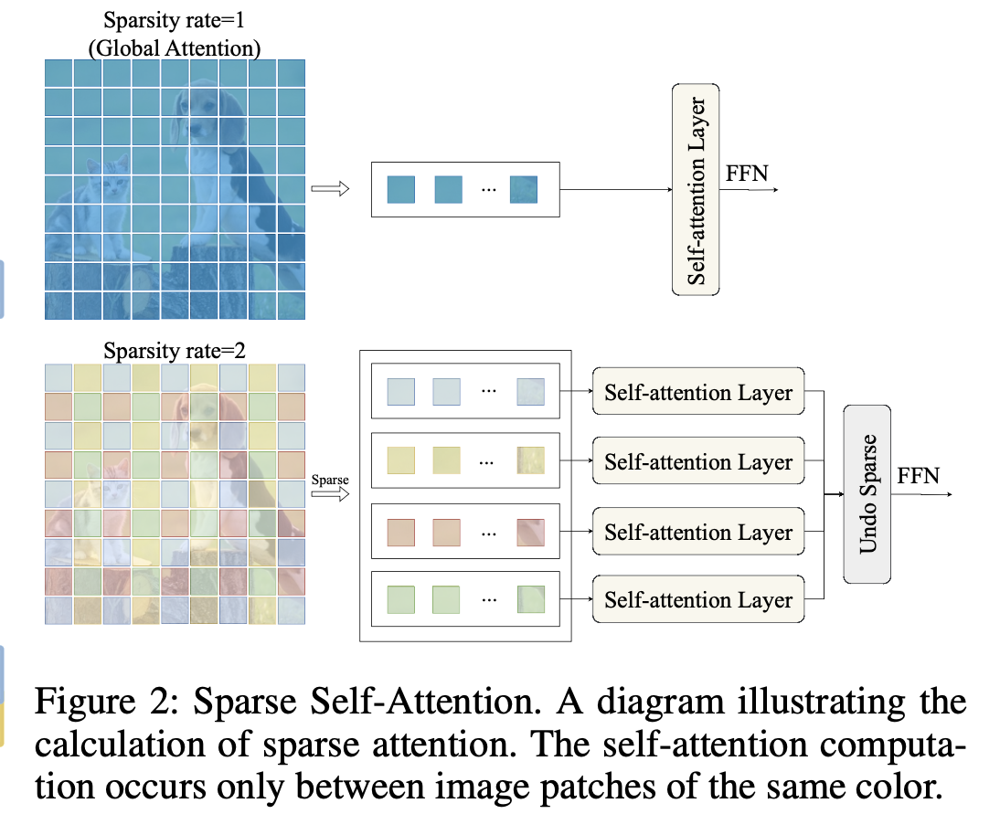 Sparsity rate=1
(Global Attention)
...
Self-attention Layer
FFN
Sparsity rate=2
Sparse
...
Self-attention Layer
...
Self-attention Layer
...
Self-attention Layer
...
Self-attention Layer
Undo Sparse
FFN
Figure 2: Sparse Self-Attention. A diagram illustrating the
calculation of sparse attention. The self-attention computa-
tion occurs only between image patches of the same color.